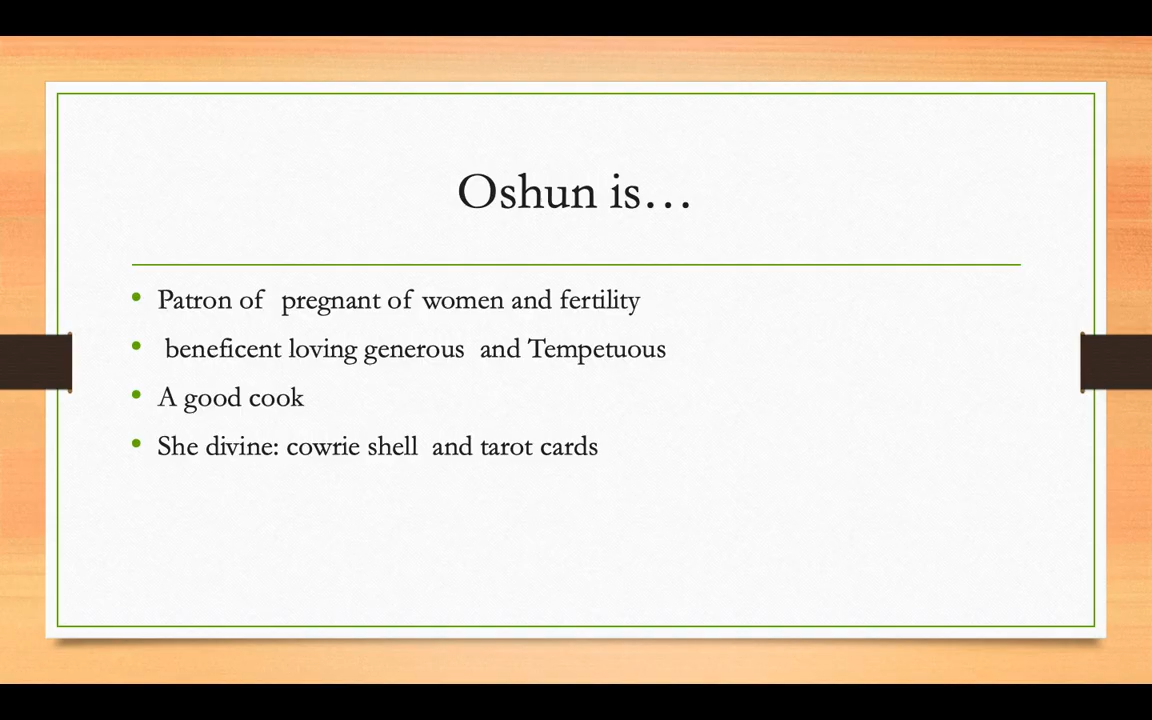 Oshun is…
• Patron of  pregnant of women and fertility
•  beneficent loving generous  and Tempetuous
• A good cook
• She divine: cowrie shell  and tarot cards